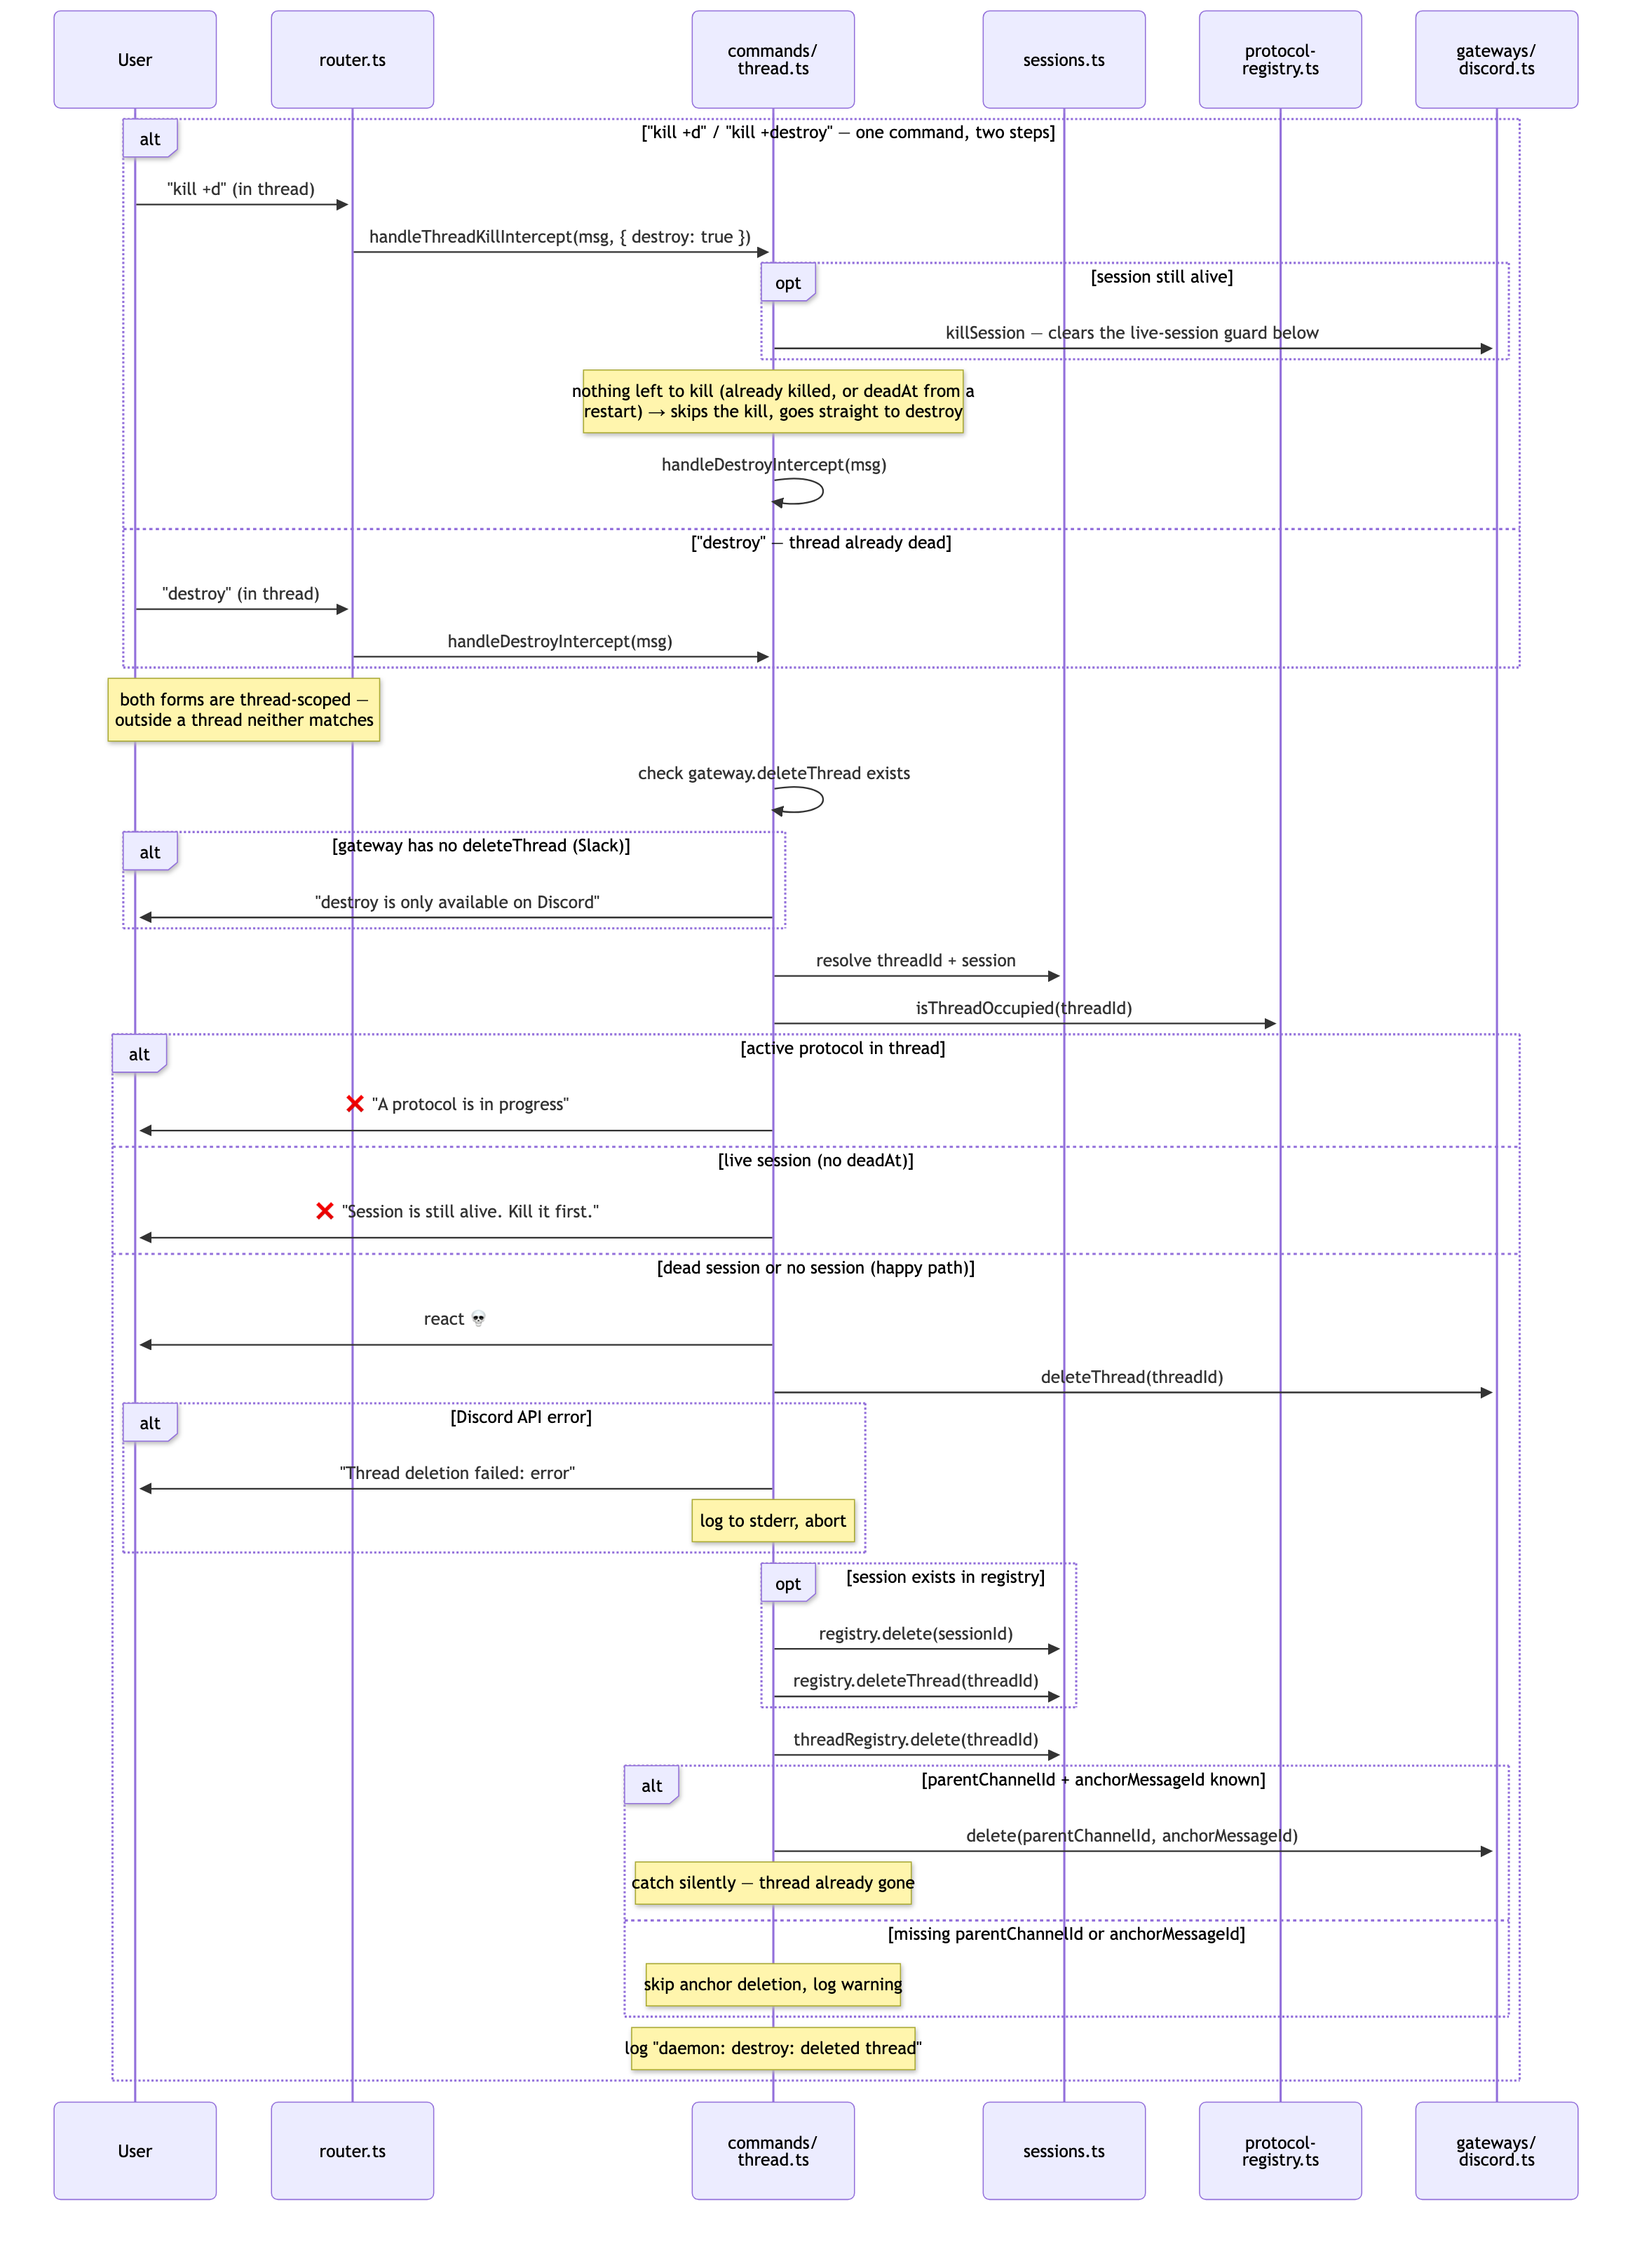 User
router.ts
commands/
thread.ts
sessions.ts
protocol-
registry.ts
gateways/
discord.ts
alt
["kill +d" / "kill +destroy" — one command, two steps]
"kill +d" (in thread)
handleThreadKillIntercept(msg, { destroy: true })
opt
[session still alive]
killSession — clears the live-session guard below
nothing left to kill (already killed, or deadAt from a
restart) → skips the kill, goes straight to destroy
handleDestroyIntercept(msg)
["destroy" — thread already dead]
"destroy" (in thread)
handleDestroyIntercept(msg)
both forms are thread-scoped —
outside a thread neither matches
check gateway.deleteThread exists
alt
[gateway has no deleteThread (Slack)]
"destroy is only available on Discord"
resolve threadId + session
isThreadOccupied(threadId)
alt
[active protocol in thread]
❌ "A protocol is in progress"
[live session (no deadAt)]
❌ "Session is still alive. Kill it first."
[dead session or no session (happy path)]
react 💀
deleteThread(threadId)
alt
[Discord API error]
"Thread deletion failed: error"
log to stderr, abort
opt
[session exists in registry]
registry.delete(sessionId)
registry.deleteThread(threadId)
threadRegistry.delete(threadId)
alt
[parentChannelId + anchorMessageId known]
delete(parentChannelId, anchorMessageId)
catch silently — thread already gone
[missing parentChannelId or anchorMessageId]
skip anchor deletion, log warning
log "daemon: destroy: deleted thread"
User
router.ts
commands/
thread.ts
sessions.ts
protocol-
registry.ts
gateways/
discord.ts